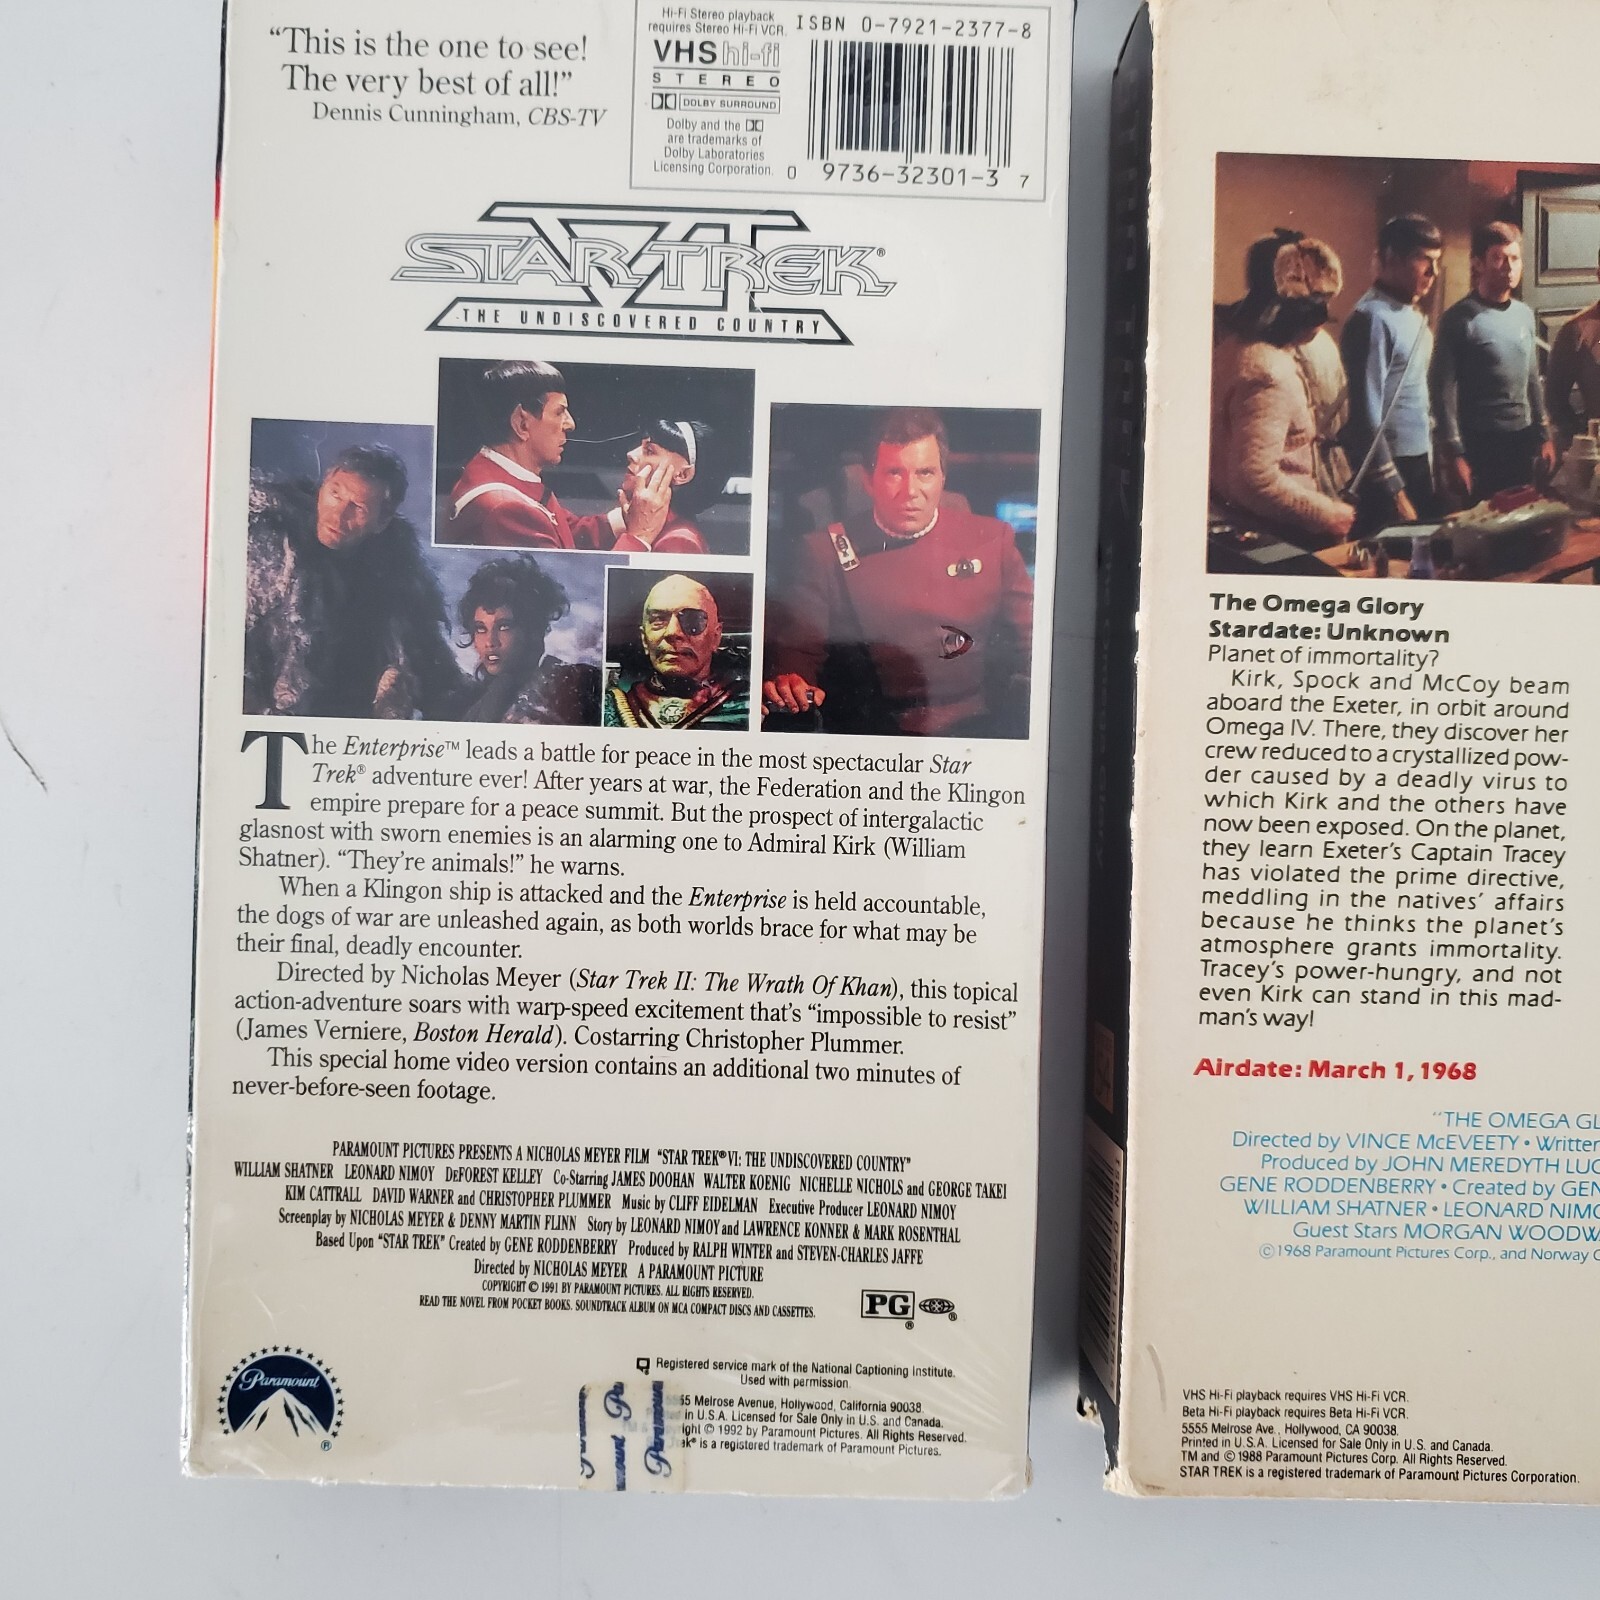 “This is the one to see!
The very best of all!”
Dennis Cunningham, CBS-TV
Hi-Fi Stereo playback
requires Stereo Hi-Fi VCR.
VHS hi-fi
STEREO
DOLBY SURROUND
Dolby and the
are trademarks of
Dolby Laboratories
Licensing Corporation.
ISBN 0-7921-2377-8
0 9736-32301-3 7
STAR TREK®
VI
THE UNDISCOVERED COUNTRY
The Enterprise™ leads a battle for peace in the most spectacular Star
Trek® adventure ever! After years at war, the Federation and the Klingon
empire prepare for a peace summit. But the prospect of intergalactic
glasnost with sworn enemies is an alarming one to Admiral Kirk (William
Shatner). “They’re animals!” he warns.
When a Klingon ship is attacked and the Enterprise is held accountable,
the dogs of war are unleashed again, as both worlds brace for what may be
their final, deadly encounter.
Directed by Nicholas Meyer (Star Trek II: The Wrath Of Khan), this topical
action-adventure soars with warp-speed excitement that’s “impossible to resist”
(James Verniere, Boston Herald). Costarring Christopher Plummer.
This special home video version contains an additional two minutes of
never-before-seen footage.
PARAMOUNT PICTURES PRESENTS A NICHOLAS MEYER FILM “STAR TREK® VI: THE UNDISCOVERED COUNTRY”
WILLIAM SHATNER LEONARD NIMOY DeFOREST KELLEY Co-Starring JAMES DOOHAN WALTER KOENIG NICHELLE NICHOLS and GEORGE TAKEI
KIM CATTRALL DAVID WARNER and CHRISTOPHER PLUMMER Music by CLIFF EIDELMAN Executive Producer LEONARD NIMOY
Screenplay by NICHOLAS MEYER & DENNY MARTIN FLINN Story by LEONARD NIMOY and LAWRENCE KONNER & MARK ROSENTHAL
Based Upon “STAR TREK” Created by GENE RODDENBERRY Produced by RALPH WINTER and STEVEN-CHARLES JAFFE
Directed by NICHOLAS MEYER A PARAMOUNT PICTURE
COPYRIGHT © 1991 BY PARAMOUNT PICTURES. ALL RIGHTS RESERVED.
READ THE NOVEL FROM POCKET BOOKS. SOUNDTRACK ALBUM ON MCA COMPACT DISCS AND CASSETTES.
PG®
Paramount
®
Registered service mark of the National Captioning Institute.
Used with permission.
55 Melrose Avenue, Hollywood, California 90038.
in U.S.A. Licensed for Sale Only in U.S. and Canada.
ight © 1992 by Paramount Pictures. All Rights Reserved.
ek® is a registered trademark of Paramount Pictures.
Paramount
The Omega Glory
Stardate: Unknown
Planet of immortality?
Kirk, Spock and McCoy beam
aboard the Exeter, in orbit around
Omega IV. There, they discover her
crew reduced to a crystallized pow-
der caused by a deadly virus to
which Kirk and the others have
now been exposed. On the planet,
they learn Exeter’s Captain Tracey
has violated the prime directive,
meddling in the natives’ affairs
because he thinks the planet’s
atmosphere grants immortality.
Tracey’s power-hungry, and not
even Kirk can stand in this mad-
man’s way!
Airdate: March 1, 1968
“THE OMEGA GL
Directed by VINCE McEVEETY • Written
Produced by JOHN MEREDYTH LUC
GENE RODDENBERRY • Created by GEN
WILLIAM SHATNER • LEONARD NIMO
Guest Stars MORGAN WOODW
© 1968 Paramount Pictures Corp., and Norway C
VHS Hi-Fi playback requires VHS Hi-Fi VCR.
Beta Hi-Fi playback requires Beta Hi-Fi VCR.
5555 Melrose Ave., Hollywood, CA 90038.
Printed in U.S.A. Licensed for Sale Only in U.S. and Canada.
TM and © 1988 Paramount Pictures Corp. All Rights Reserved.
STAR TREK is a registered trademark of Paramount Pictures Corporation.